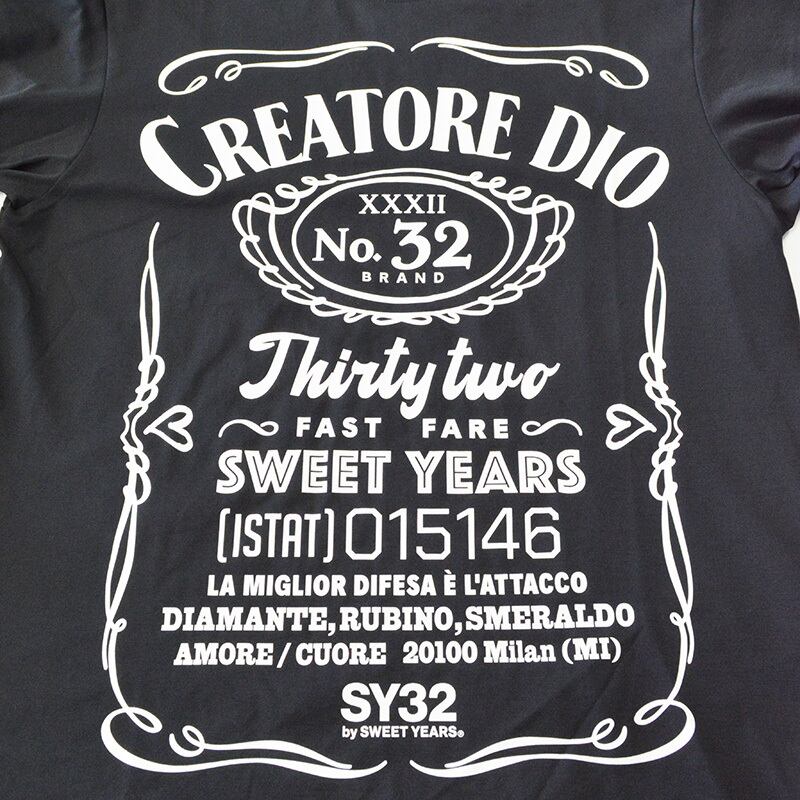 CREATORE DIO
XXXII
No. 32
BRAND
Thirty two
FAST FARE
SWEET YEARS
[ISTAT] 015146
LA MIGLIOR DIFESA È L'ATTACCO
DIAMANTE, RUBINO, SMERALDO
AMORE / CUORE 20100 Milan (MI)
SY32
by SWEET YEARS®